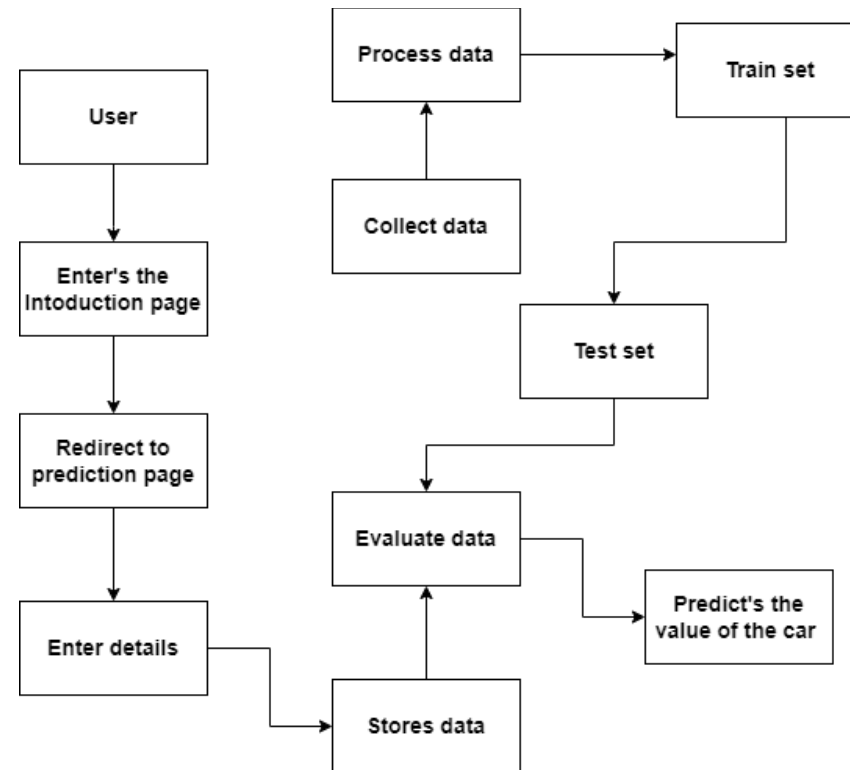 User
Enter's the
Intoduction page
Redirect to
prediction page
Enter details
Process data
Train set
Collect data
Test set
Evaluate data
Predict's the
value of the car
Stores data